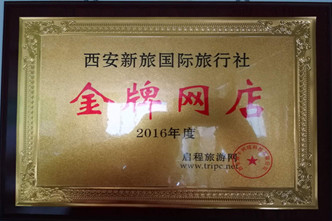 西安新旅国际旅行社
金牌网店
2016年度
启程旅游网
www.tripc.net